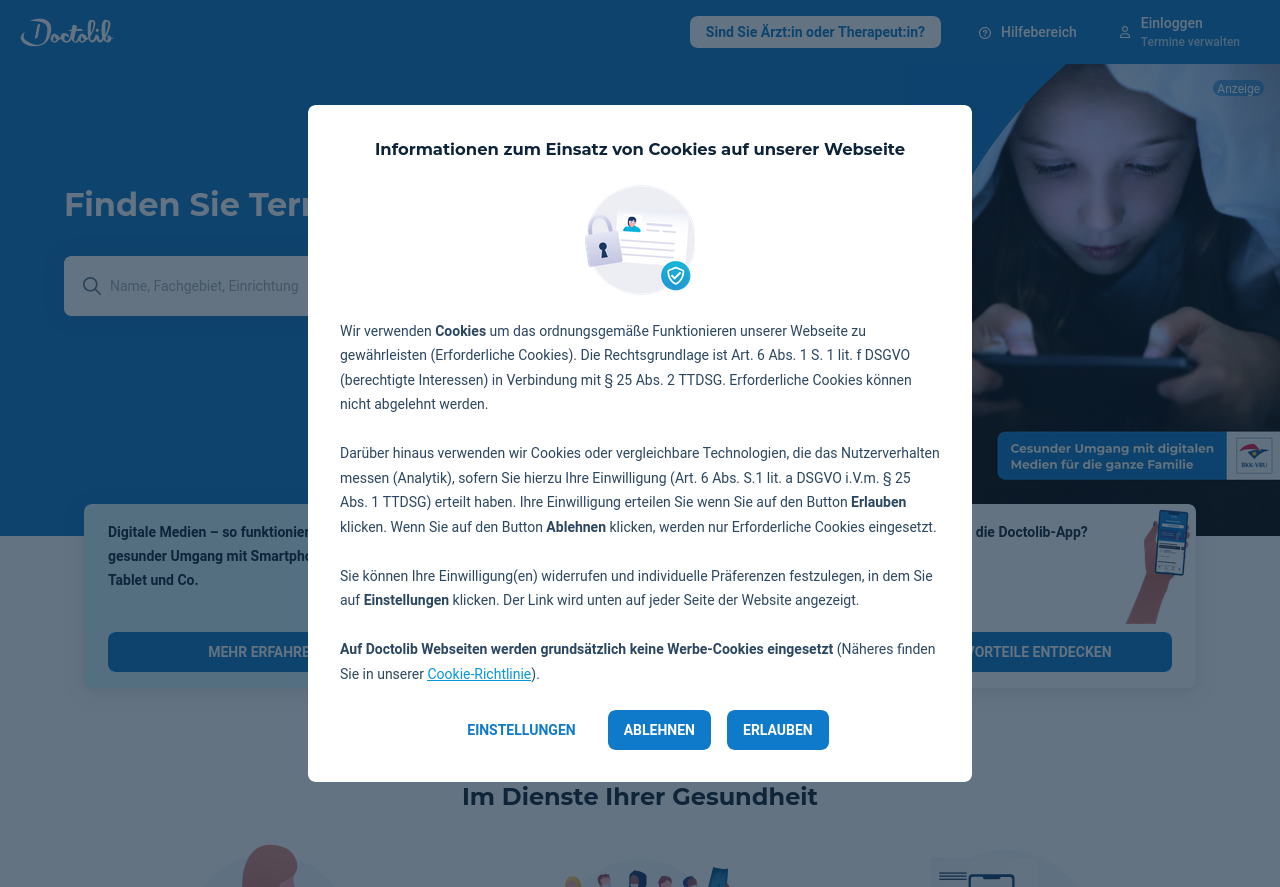 Doctolib
Sind Sie Ärzt:in oder Therapeut:in?
Hilfebereich
Einloggen
Termine verwalten
Anzeige
Informationen zum Einsatz von Cookies auf unserer Webseite
Finden Sie
Name, Fachgebiet, Einrichtung
Wir verwenden Cookies um das ordnungsgemäße Funktionieren unserer Webseite zu
gewährleisten (Erforderliche Cookies). Die Rechtsgrundlage ist Art. 6 Abs. 1 S. 1 lit. f DSGVO
(berechtigte Interessen) in Verbindung mit § 25 Abs. 2 TTDSG. Erforderliche Cookies können
nicht abgelehnt werden.
Darüber hinaus verwenden wir Cookies oder vergleichbare Technologien, die das Nutzerverhalten
messen (Analytik), sofern Sie hierzu Ihre Einwilligung (Art. 6 Abs. S.1 lit. a DSGVO i.V.m. § 25
Abs. 1 TTDSG) erteilt haben. Ihre Einwilligung erteilen Sie wenn Sie auf den Button Erlauben
klicken. Wenn Sie auf den Button Ablehnen klicken, werden nur Erforderliche Cookies eingesetzt.
Sie können Ihre Einwilligung(en) widerrufen und individuelle Präferenzen festzulegen, in dem Sie
auf Einstellungen klicken. Der Link wird unten auf jeder Seite der Website angezeigt.
Auf Doctolib Webseiten werden grundsätzlich keine Werbe-Cookies eingesetzt (Näheres finden
Sie in unserer Cookie-Richtlinie).
EINSTELLUNGEN
ABLEHNEN
ERLAUBEN
Gesunder Umgang mit digitalen
Medien für die ganze Familie
BKK·VBU
Digitale Medien – so funktionier
gesunder Umgang mit
Tablet und Co.
MEHR
die Doctolib-App?
VORTEILE ENTDECKEN
Im Dienste Ihrer Gesundheit